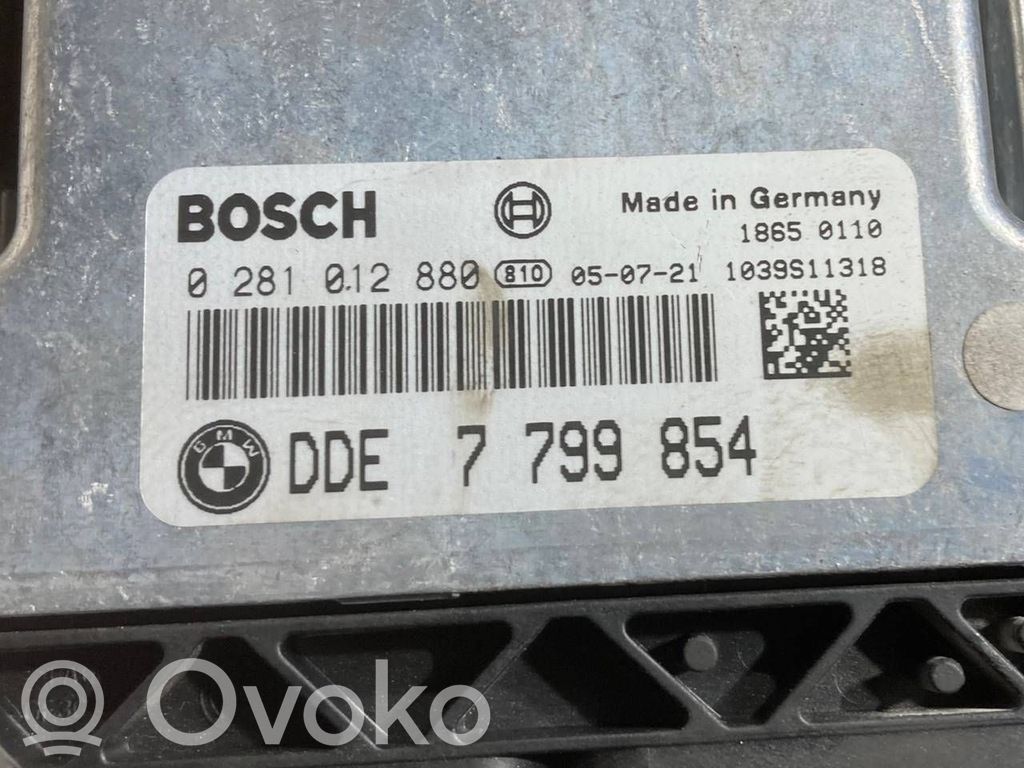 BOSCH
Made in Germany
1865 0110
0 281 012 880 810 05-07-21 1039S11318
BMW
DDE 7 799 854
Ovoko